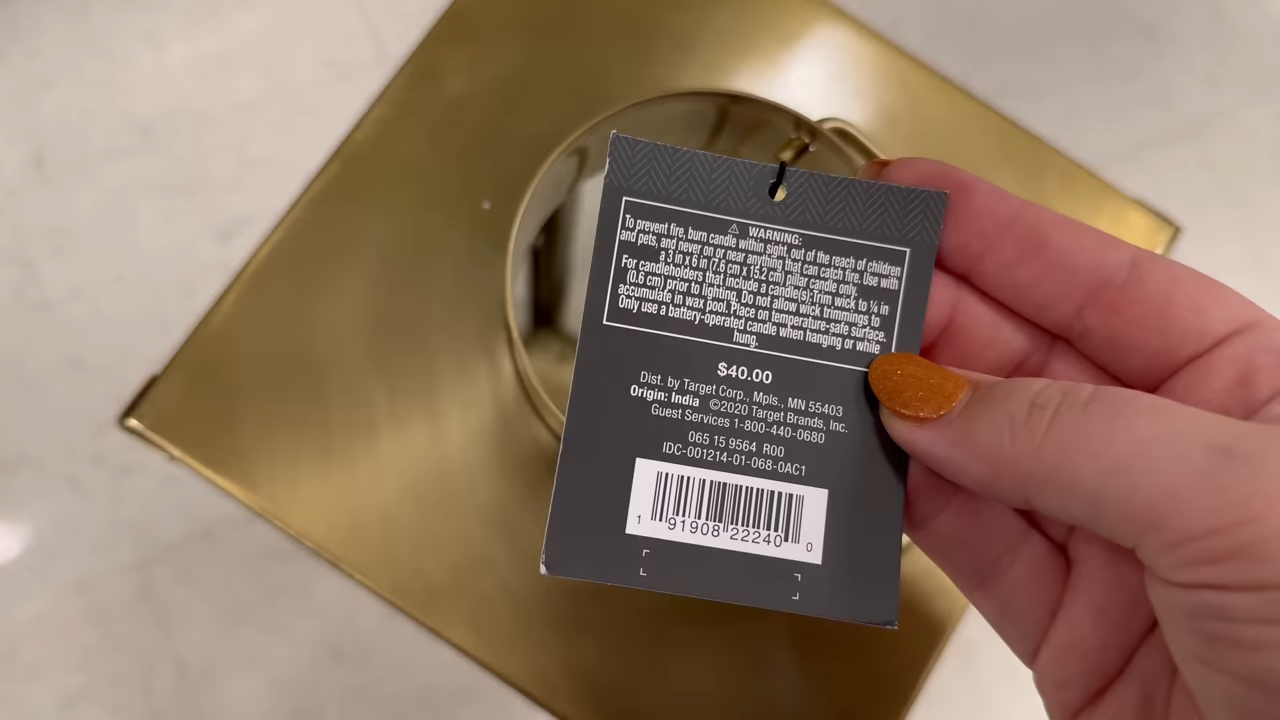 ⚠ WARNING:
To prevent fire, burn candle within sight, out of the reach of children
and pets, and never on or near anything that can catch fire. Use with
a 3 in x 6 in (7.6 cm x 15.2 cm) pillar candle only.
For candleholders that include a candle(s):Trim wick to ¼ in
(0.6 cm) prior to lighting. Do not allow wick trimmings to
accumulate in wax pool. Place on temperature-safe surface.
Only use a battery-operated candle when hanging or while
hung.
$40.00
Dist. by Target Corp., Mpls., MN 55403
Origin: India ©2020 Target Brands, Inc.
Guest Services 1-800-440-0680
065 15 9564 R00
IDC-001214-01-068-0AC1
1 91908 22240 0